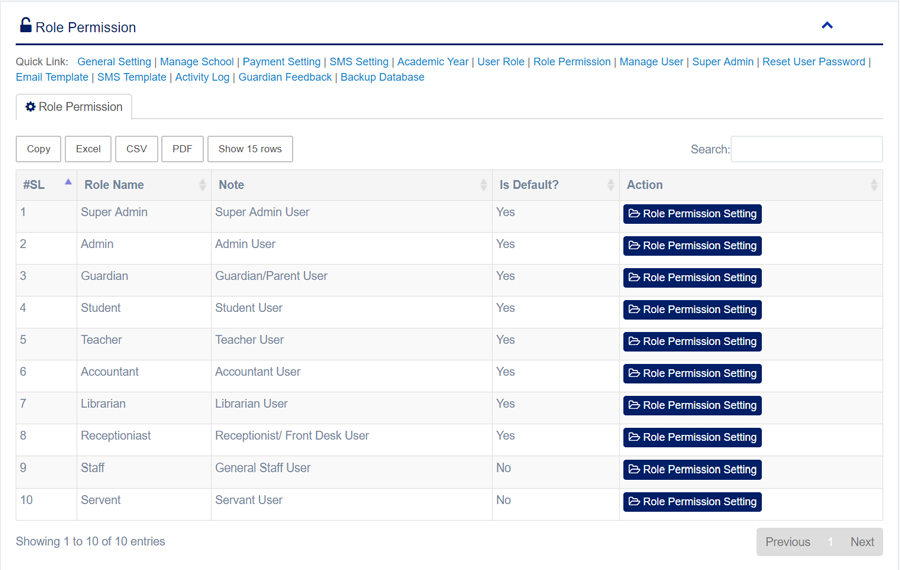 Role Permission
Quick Link: General Setting | Manage School | Payment Setting | SMS Setting | Academic Year | User Role | Role Permission | Manage User | Super Admin | Reset User Password |
Email Template | SMS Template | Activity Log | Guardian Feedback | Backup Database
Role Permission
Copy Excel CSV PDF Show 15 rows Search:
#SL Role Name Note Is Default? Action
1 Super Admin Super Admin User Yes Role Permission Setting
2 Admin Admin User Yes Role Permission Setting
3 Guardian Guardian/Parent User Yes Role Permission Setting
4 Student Student User Yes Role Permission Setting
5 Teacher Teacher User Yes Role Permission Setting
6 Accountant Accountant User Yes Role Permission Setting
7 Librarian Librarian User Yes Role Permission Setting
8 Receptioniast Receptionist/ Front Desk User Yes Role Permission Setting
9 Staff General Staff User No Role Permission Setting
10 Servent Servant User No Role Permission Setting
Showing 1 to 10 of 10 entries Previous 1 Next